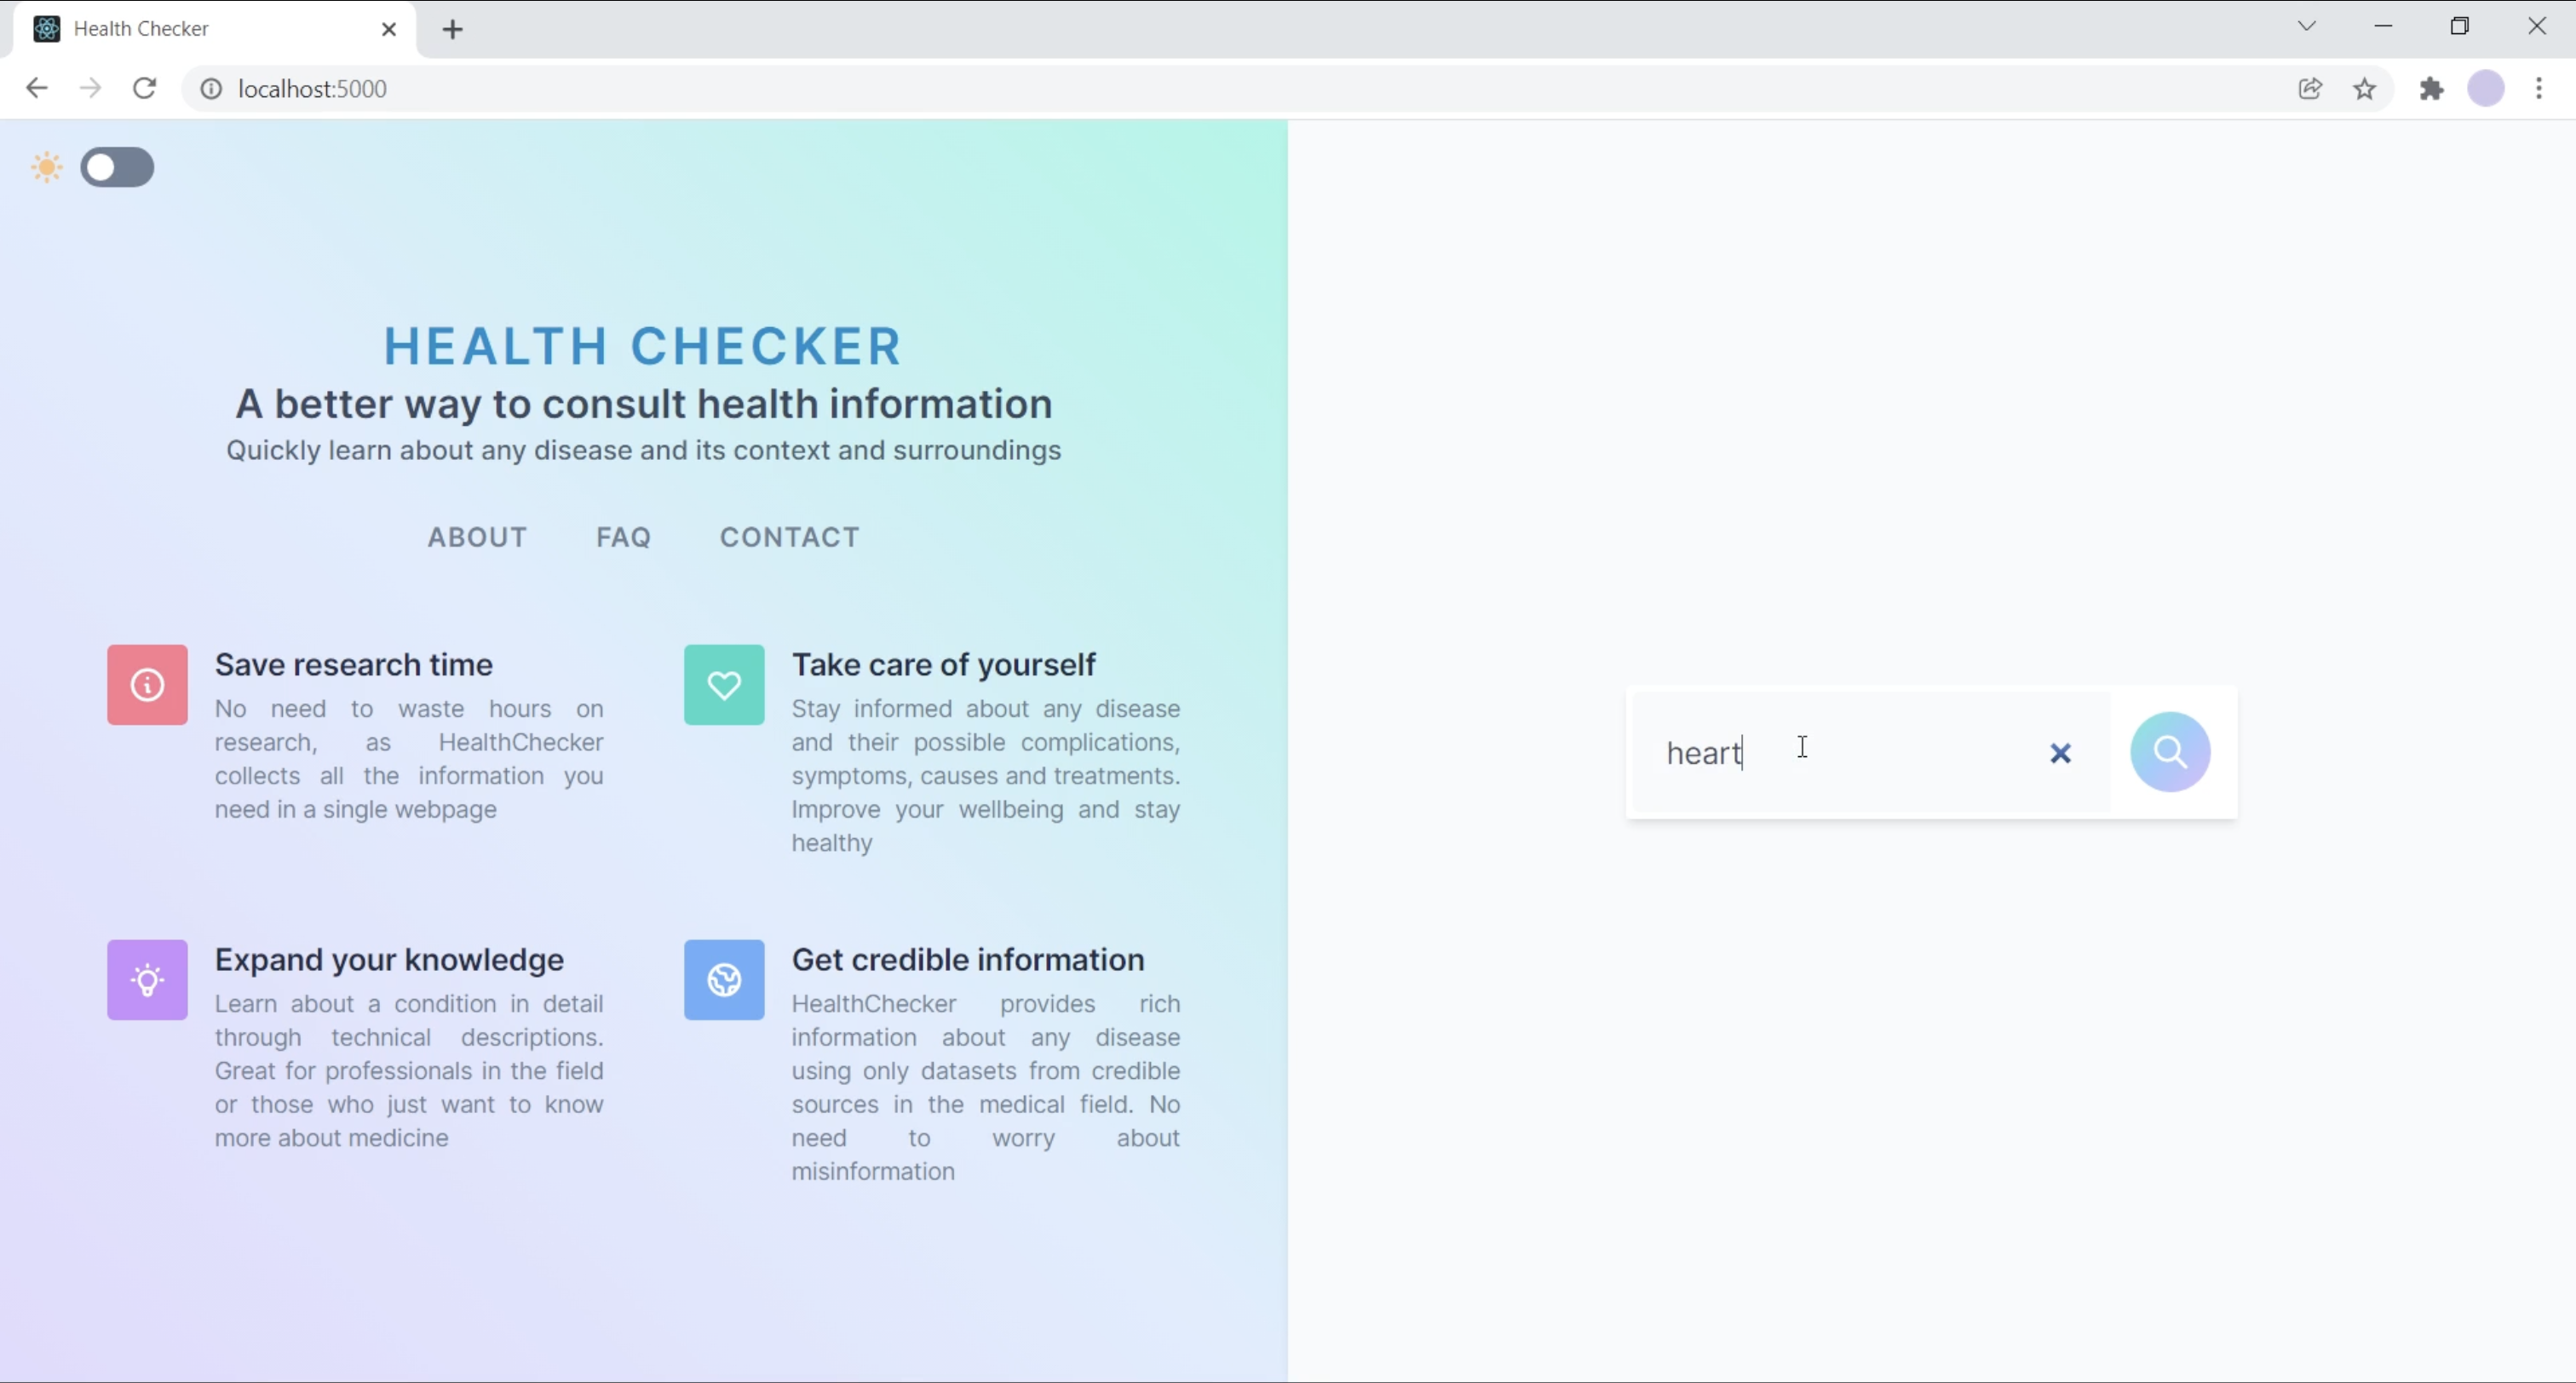 Health Checker
localhost:5000
HEALTH CHECKER
A better way to consult health information
Quickly learn about any disease and its context and surroundings
ABOUT FAQ CONTACT
Save research time
No need to waste hours on
research, as HealthChecker
collects all the information you
need in a single webpage
Take care of yourself
Stay informed about any disease
and their possible complications,
symptoms, causes and treatments.
Improve your wellbeing and stay
healthy
Expand your knowledge
Learn about a condition in detail
through technical descriptions.
Great for professionals in the field
or those who just want to know
more about medicine
Get credible information
HealthChecker provides rich
information about any disease
using only datasets from credible
sources in the medical field. No
need to worry about
misinformation
heart